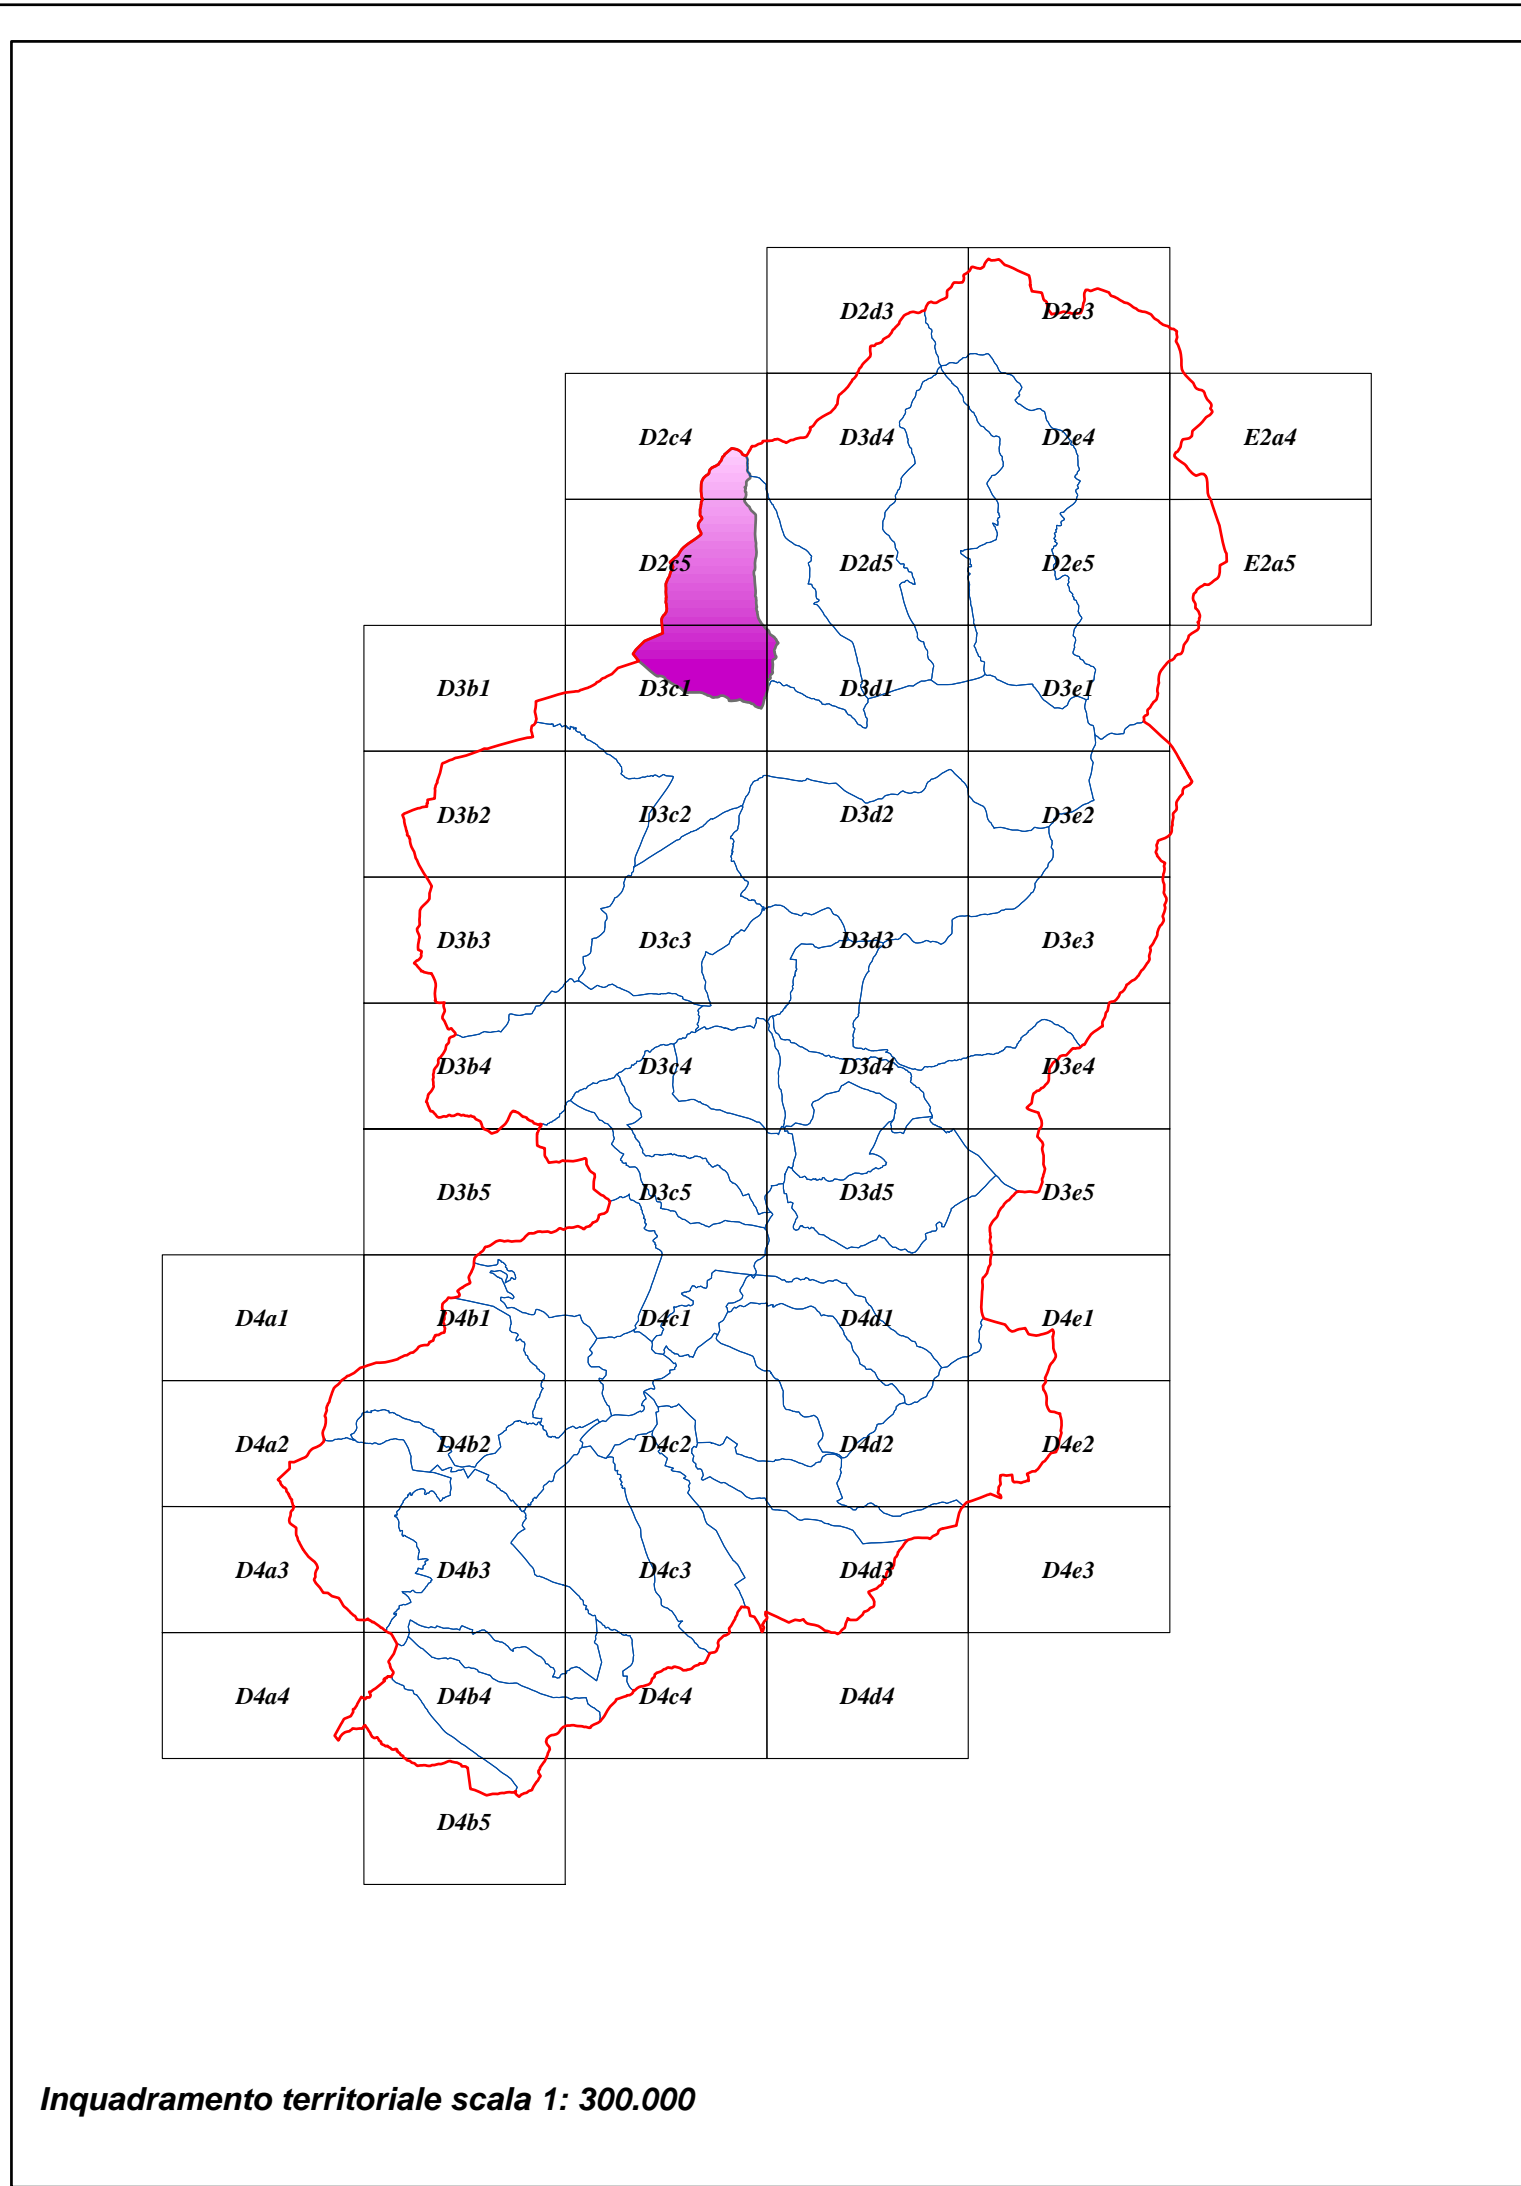 D2d3 D2e3
D2c4 D3d4 D2e4 E2a4
D2c5 D2d5 D2e5 E2a5
D3b1 D3c1 D3d1 D3e1
D3b2 D3c2 D3d2 D3e2
D3b3 D3c3 D3d3 D3e3
D3b4 D3c4 D3d4 D3e4
D3b5 D3c5 D3d5 D3e5
D4a1 D4b1 D4c1 D4d1 D4e1
D4a2 D4b2 D4c2 D4d2 D4e2
D4a3 D4b3 D4c3 D4d3 D4e3
D4a4 D4b4 D4c4 D4d4
D4b5
Inquadramento territoriale scala 1: 300.000